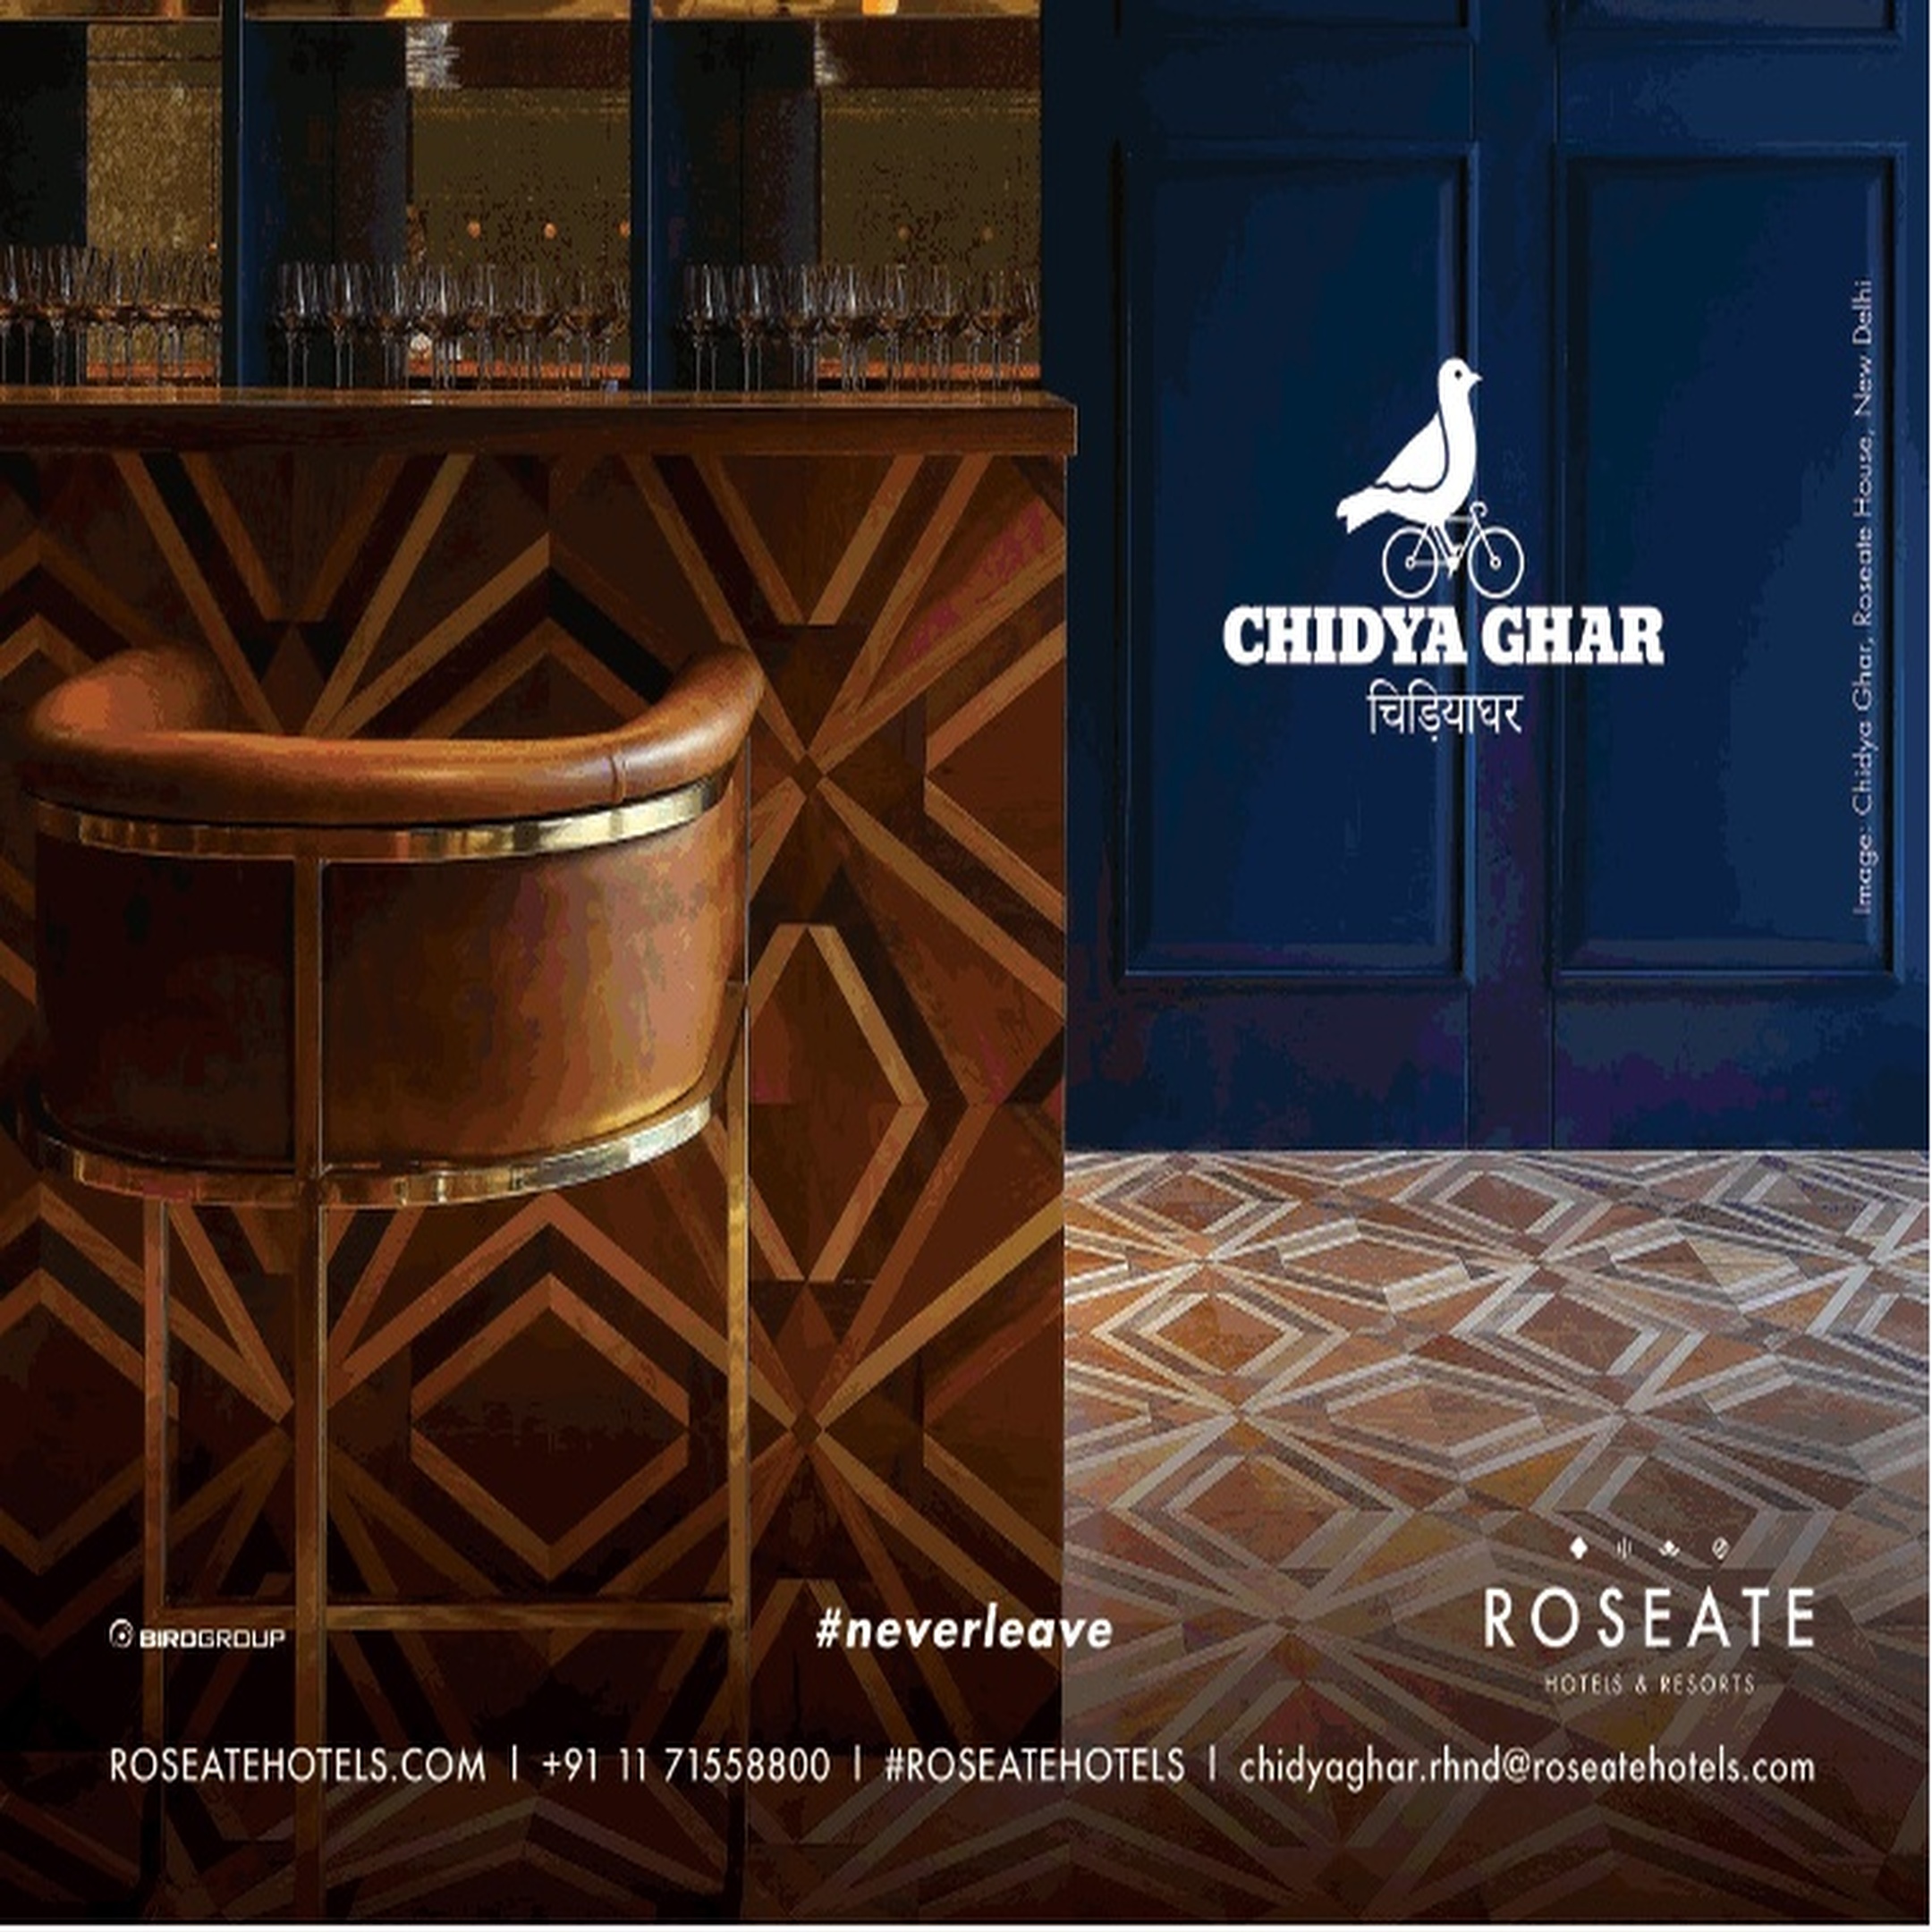 CHIDYA GHAR
चिड़ियाघर
Image: Chidya Ghar, Roseate House, New Delhi
BIRDGROUP
#neverleave
ROSEATE
HOTELS & RESORTS
ROSEATEHOTELS.COM | +91 11 71558800 | #ROSEATEHOTELS | chidyaghar.rhnd@roseatehotels.com